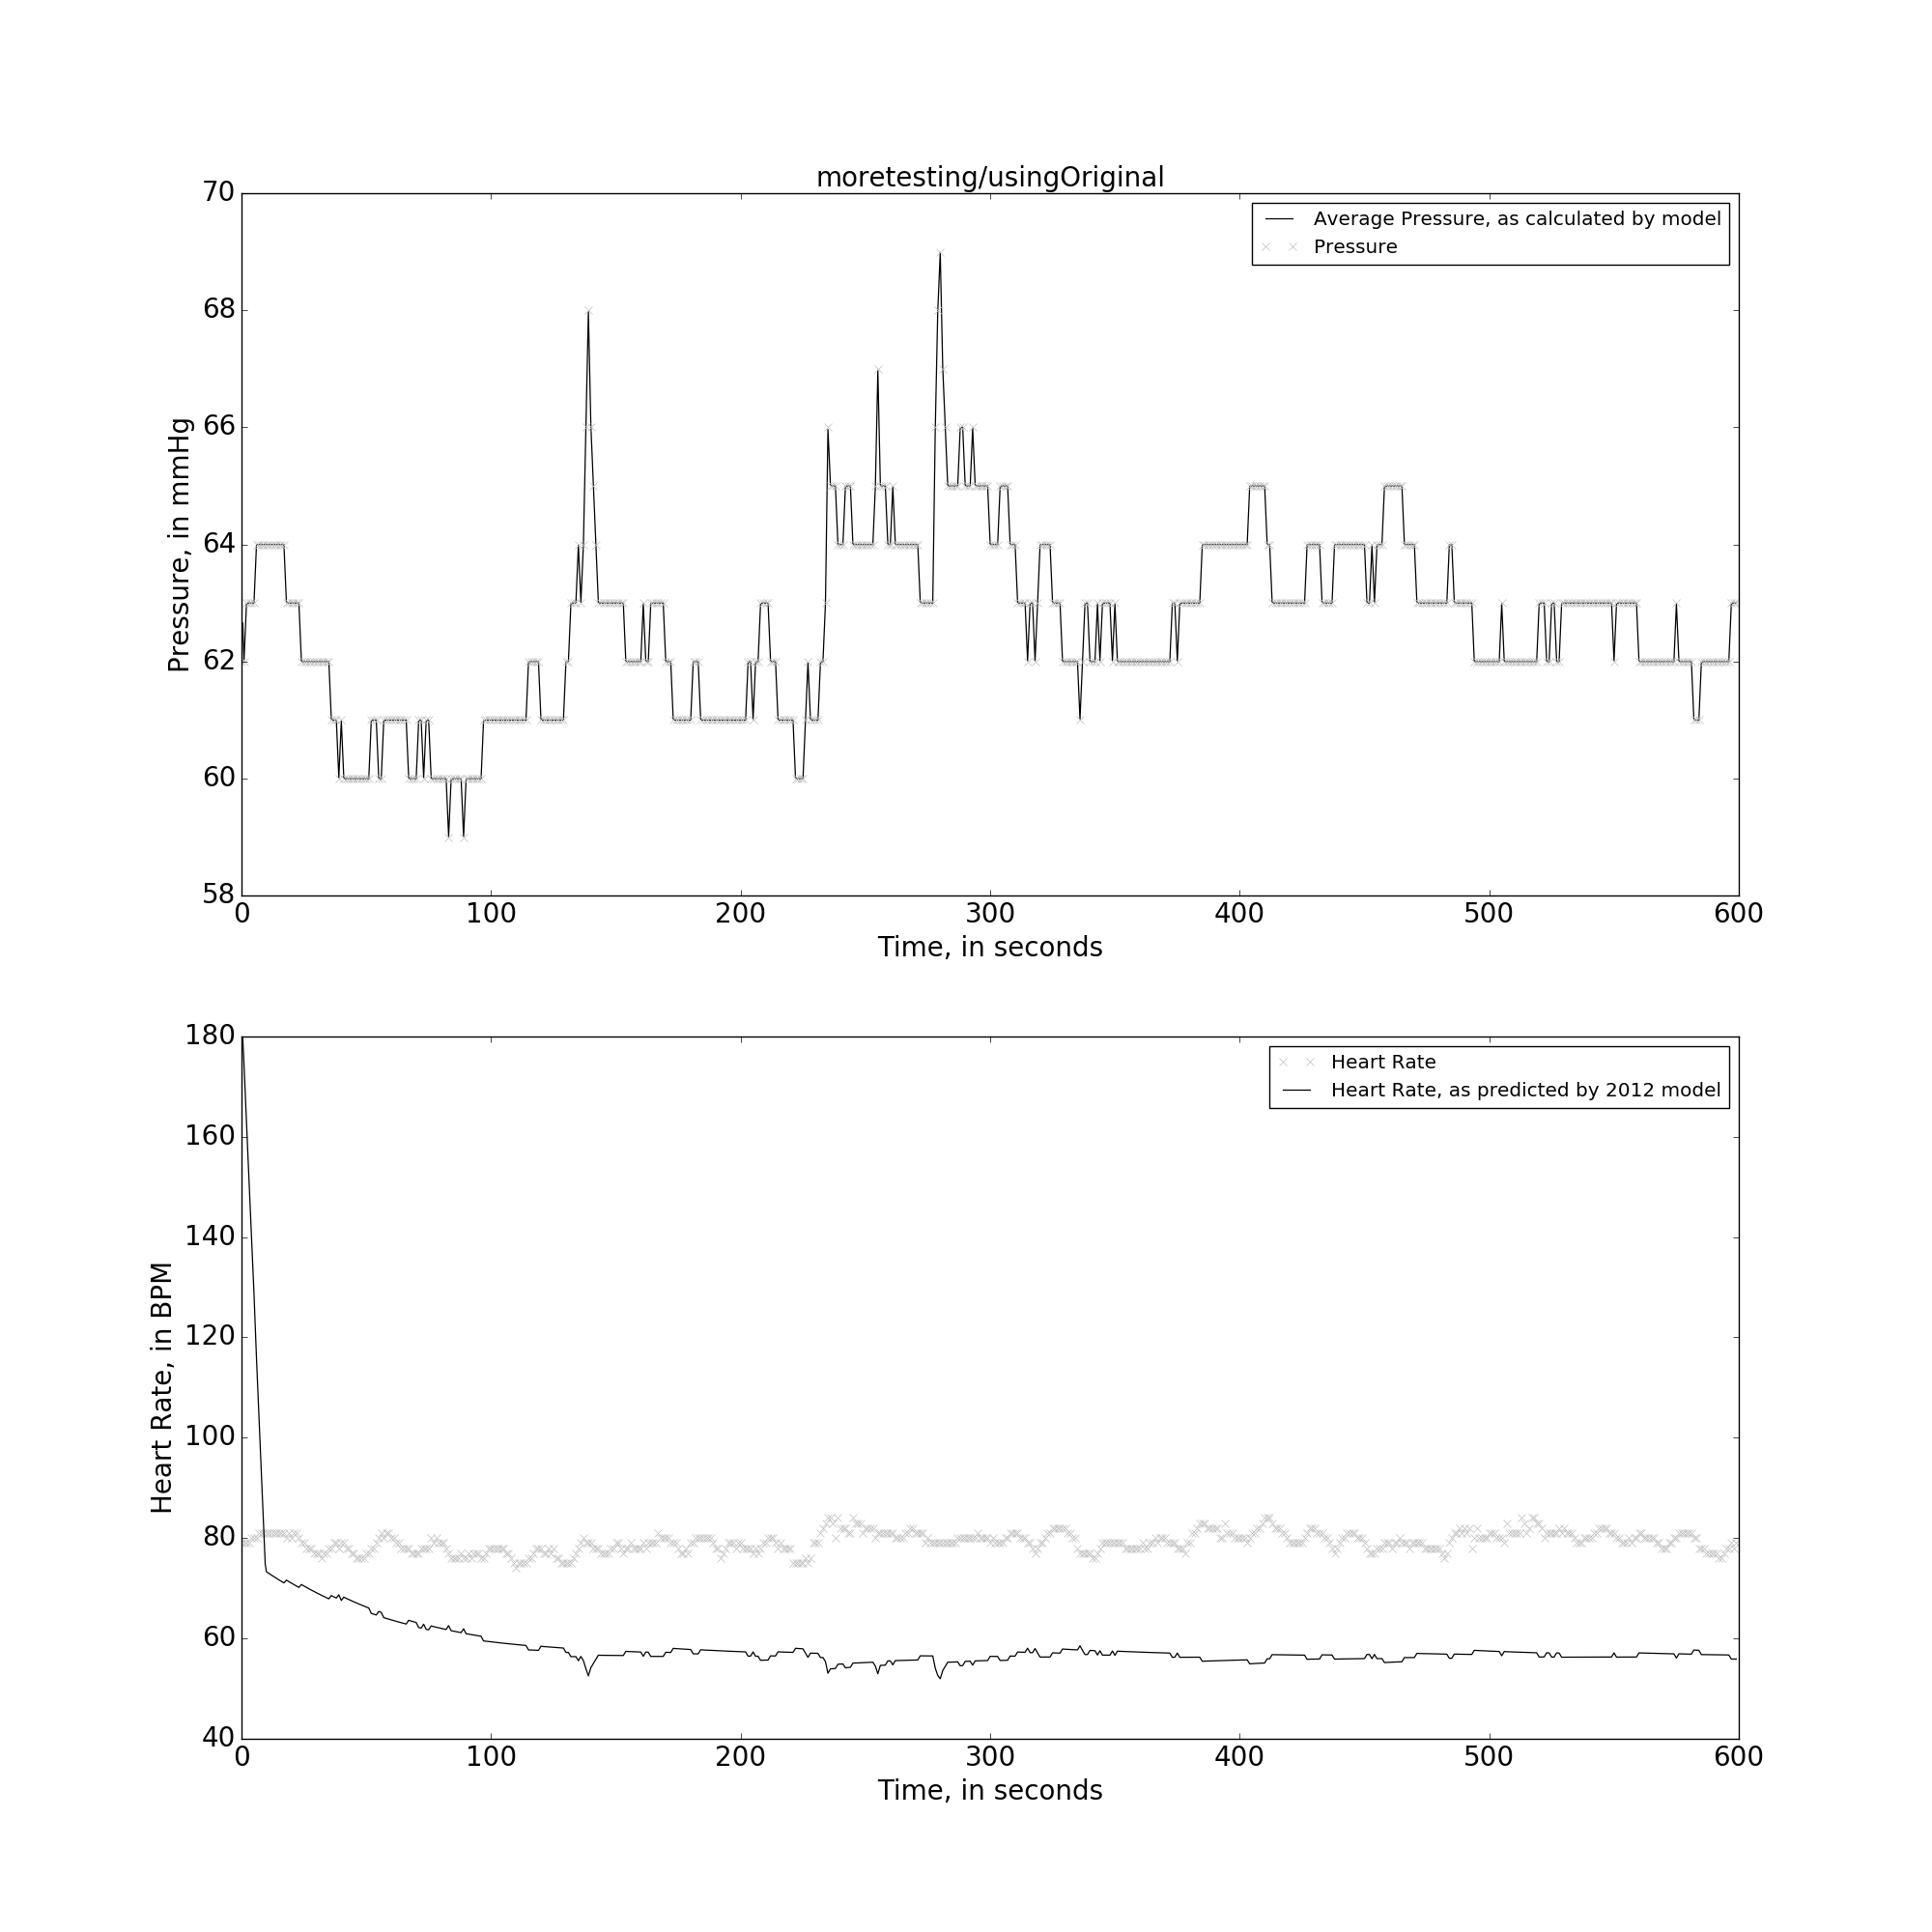 moretesting/usingOriginal
70
68
66
64
62
60
58
Pressure, in mmHg
Average Pressure, as calculated by model
Pressure
0 100 200 300 400 500 600
Time, in seconds
180
160
140
120
100
80
60
40
Heart Rate, in BPM
Heart Rate
Heart Rate, as predicted by 2012 model
0 100 200 300 400 500 600
Time, in seconds